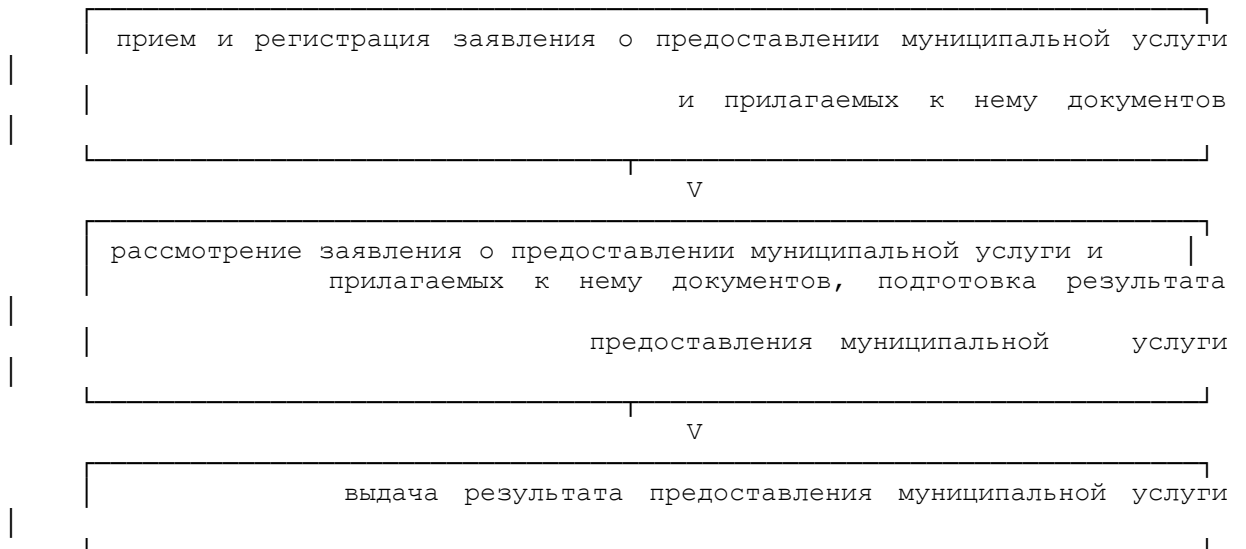 прием и регистрация заявления о предоставлении муниципальной услуги
и прилагаемых к нему документов
V
рассмотрение заявления о предоставлении муниципальной услуги и
прилагаемых к нему документов, подготовка результата
предоставления муниципальной услуги
V
выдача результата предоставления муниципальной услуги